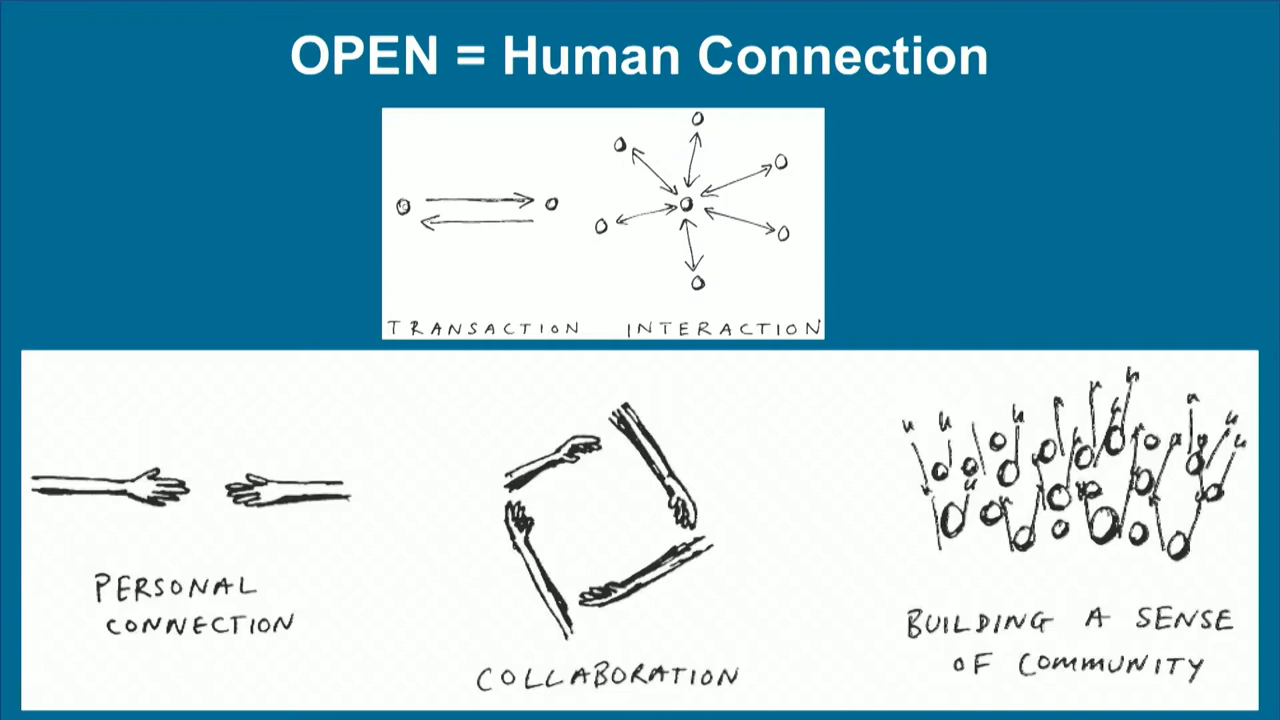 OPEN = Human Connection
TRANSACTION
INTERACTION
PERSONAL
CONNECTION
COLLABORATION
BUILDING A SENSE
OF COMMUNITY